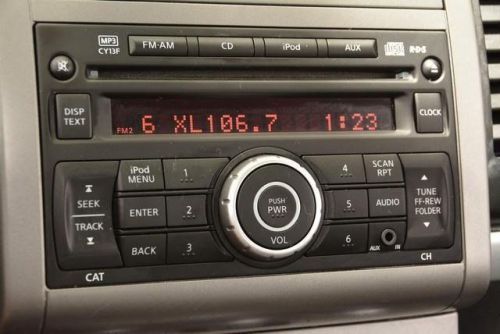 MP3
CY13F
FM·AM CD iPod AUX
R·D·S
DISP TEXT
FM2 6 XL106.7 1:23
CLOCK
iPod MENU 1 4 SCAN RPT
SEEK TRACK
ENTER 2 5 AUDIO
BACK 3 6 AUX IN
PUSH PWR
VOL
TUNE
FF·REW
FOLDER
CAT CH